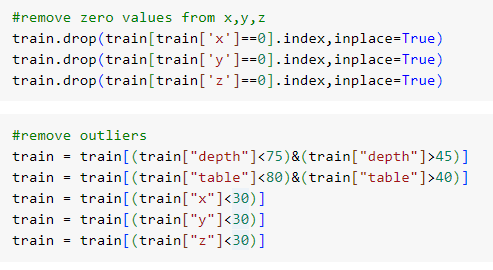 #remove zero values from x,y,z
train.drop(train[train['x']==0].index,inplace=True)
train.drop(train[train['y']==0].index,inplace=True)
train.drop(train[train['z']==0].index,inplace=True)
#remove outliers
train = train[(train["depth"]<75)&(train["depth"]>45)]
train = train[(train["table"]<80)&(train["table"]>40)]
train = train[(train["x"]<30)]
train = train[(train["y"]<30)]
train = train[(train["z"]<30)]